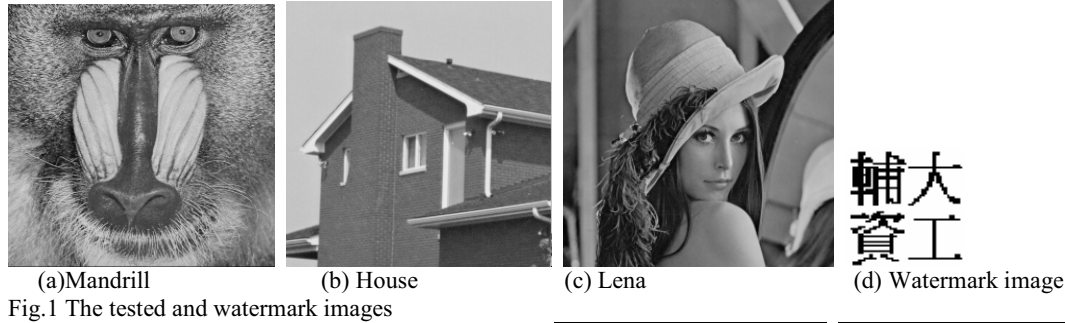 輔大
資工
(a)Mandrill (b) House (c) Lena (d) Watermark image
Fig.1 The tested and watermark images